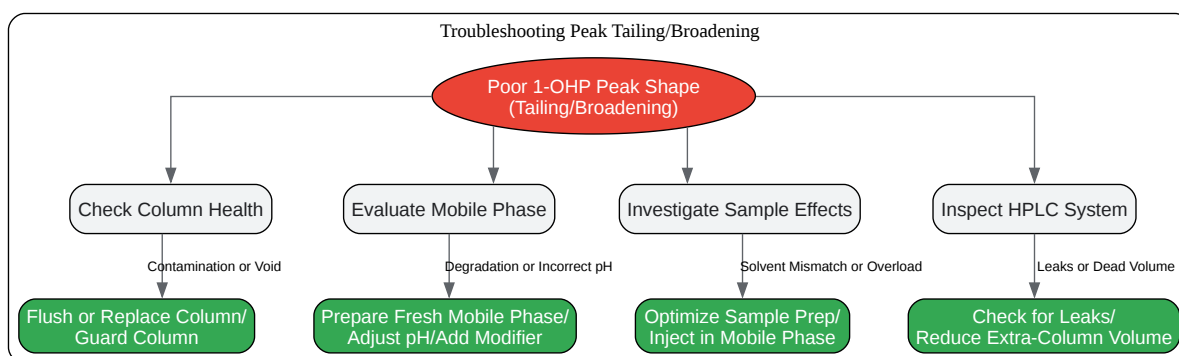 Troubleshooting Peak Tailing/Broadening
Poor 1-OHP Peak Shape
(Tailing/Broadening)
Check Column Health
Evaluate Mobile Phase
Investigate Sample Effects
Inspect HPLC System
Contamination or Void
Degradation or Incorrect pH
Solvent Mismatch or Overload
Leaks or Dead Volume
Flush or Replace Column/
Guard Column
Prepare Fresh Mobile Phase/
Adjust pH/Add Modifier
Optimize Sample Prep/
Inject in Mobile Phase
Check for Leaks/
Reduce Extra-Column Volume